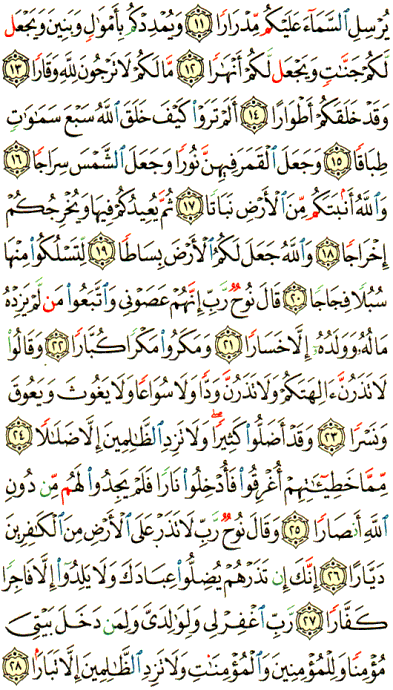 يُرْسِلِ ٱلسَّمَآءَ عَلَيْكُم مِّدْرَارًا ١١ وَيُمْدِدْكُم بِأَمْوَٰلٍ وَبَنِينَ وَيَجْعَل
لَّكُمْ جَنَّٰتٍ وَيَجْعَل لَّكُمْ أَنْهَٰرًا ١٢ مَّا لَكُمْ لَا تَرْجُونَ لِلَّهِ وَقَارًا ١٣
وَقَدْ خَلَقَكُمْ أَطْوَارًا ١٤ أَلَمْ تَرَوْا۟ كَيْفَ خَلَقَ ٱللَّهُ سَبْعَ سَمَٰوَٰتٍ
طِبَاقًا ١٥ وَجَعَلَ ٱلْقَمَرَ فِيهِنَّ نُورًا وَجَعَلَ ٱلشَّمْسَ سِرَاجًا ١٦
وَٱللَّهُ أَنۢبَتَكُم مِّنَ ٱلْأَرْضِ نَبَاتًا ١٧ ثُمَّ يُعِيدُكُمْ فِيهَا وَيُخْرِجُكُمْ
إِخْرَاجًا ١٨ وَٱللَّهُ جَعَلَ لَكُمُ ٱلْأَرْضَ بِسَاطًا ١٩ لِّتَسْلُكُوا۟ مِنْهَا
سُبُلًا فِجَاجًا ٢٠ قَالَ نُوحٌ رَّبِّ إِنَّهُمْ عَصَوْنِى وَٱتَّبَعُوا۟ مَن لَّمْ يَزِدْهُ
مَالُهُۥ وَوَلَدُهُۥٓ إِلَّا خَسَارًا ٢١ وَمَكَرُوا۟ مَكْرًا كُبَّارًا ٢٢ وَقَالُوا۟
لَا تَذَرُنَّ ءَالِهَتَكُمْ وَلَا تَذَرُنَّ وَدًّا وَلَا سُوَاعًا وَلَا يَغُوثَ وَيَعُوقَ
وَنَسْرًا ٢٣ وَقَدْ أَضَلُّوا۟ كَثِيرًا ۖ وَلَا تَزِدِ ٱلظَّٰلِمِينَ إِلَّا ضَلَٰلًا ٢٤
مِّمَّا خَطِيٓـَٰٔتِهِمْ أُغْرِقُوا۟ فَأُدْخِلُوا۟ نَارًا فَلَمْ يَجِدُوا۟ لَهُم مِّن دُونِ
ٱللَّهِ أَنصَارًا ٢٥ وَقَالَ نُوحٌ رَّبِّ لَا تَذَرْ عَلَى ٱلْأَرْضِ مِنَ ٱلْكَٰفِرِينَ
دَيَّارًا ٢٦ إِنَّكَ إِن تَذَرْهُمْ يُضِلُّوا۟ عِبَادَكَ وَلَا يَلِدُوٓا۟ إِلَّا فَاجِرًا
كَفَّارًا ٢٧ رَّبِّ ٱغْفِرْ لِى وَلِوَٰلِدَىَّ وَلِمَن دَخَلَ بَيْتِىَ
مُؤْمِنًا وَلِلْمُؤْمِنِينَ وَٱلْمُؤْمِنَٰتِ وَلَا تَزِدِ ٱلظَّٰلِمِينَ إِلَّا تَبَارًۢا ٢٨